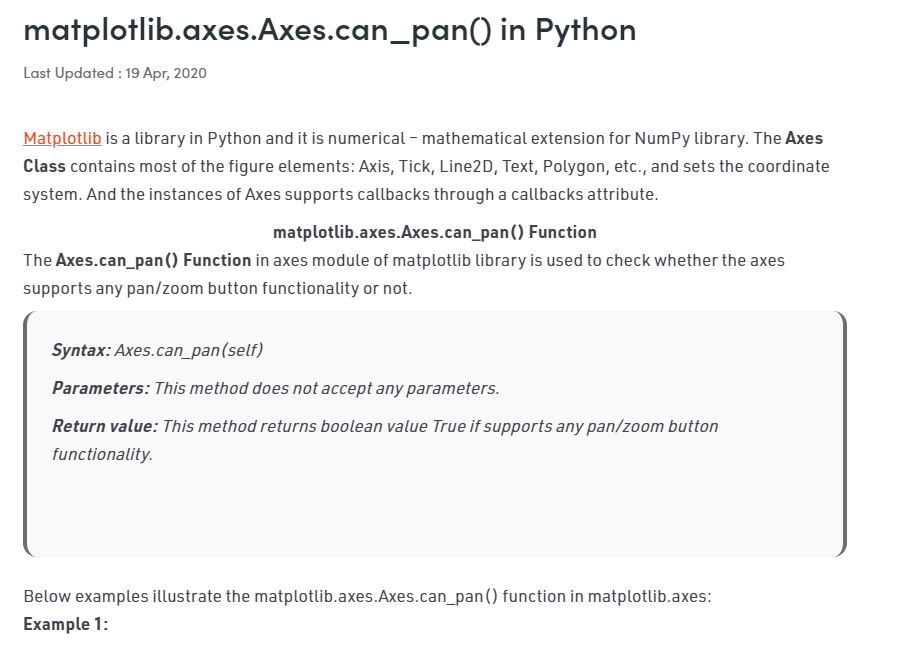 matplotlib.axes.Axes.can_pan() in Python
Last Updated : 19 Apr, 2020
Matplotlib is a library in Python and it is numerical – mathematical extension for NumPy library. The Axes
Class contains most of the figure elements: Axis, Tick, Line2D, Text, Polygon, etc., and sets the coordinate
system. And the instances of Axes supports callbacks through a callbacks attribute.
matplotlib.axes.Axes.can_pan() Function
The Axes.can_pan() Function in axes module of matplotlib library is used to check whether the axes
supports any pan/zoom button functionality or not.
Syntax: Axes.can_pan(self)
Parameters: This method does not accept any parameters.
Return value: This method returns boolean value True if supports any pan/zoom button
functionality.
Below examples illustrate the matplotlib.axes.Axes.can_pan() function in matplotlib.axes:
Example 1: